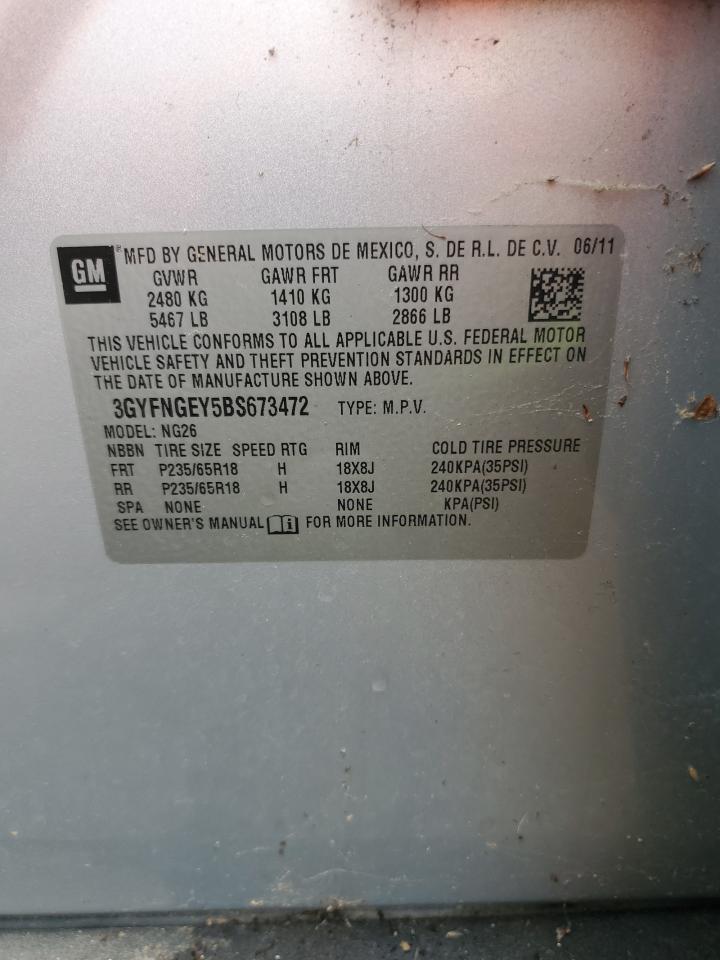 GM ® MFD BY GENERAL MOTORS DE MEXICO, S. DE R.L. DE C.V. 06/11
GVWR GAWR FRT GAWR RR
2480 KG 1410 KG 1300 KG
5467 LB 3108 LB 2866 LB
THIS VEHICLE CONFORMS TO ALL APPLICABLE U.S. FEDERAL MOTOR
VEHICLE SAFETY AND THEFT PREVENTION STANDARDS IN EFFECT ON
THE DATE OF MANUFACTURE SHOWN ABOVE.
3GYFNGEY5BS673472 TYPE: M.P.V.
MODEL: NG26
NBBN TIRE SIZE SPEED RTG RIM COLD TIRE PRESSURE
FRT P235/65R18 H 18X8J 240KPA(35PSI)
RR P235/65R18 H 18X8J 240KPA(35PSI)
SPA NONE NONE KPA(PSI)
SEE OWNER'S MANUAL FOR MORE INFORMATION.